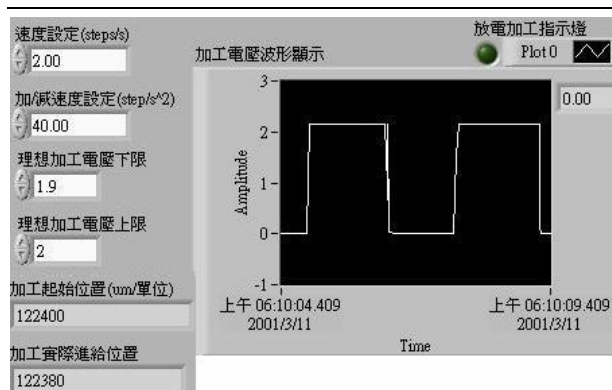 速度設定(steps/s)
2.00
加/減速度設定(step/s^2)
40.00
理想加工電壓下限
1.9
理想加工電壓上限
2
加工起始位置(um/單位)
122400
加工實際進給位置
122380
放電加工指示燈
Plot 0
加工電壓波形顯示
0.00
Amplitude
3
2
1
0
-1
上午 06:10:04.409
2001/3/11
上午 06:10:09.409
2001/3/11
Time